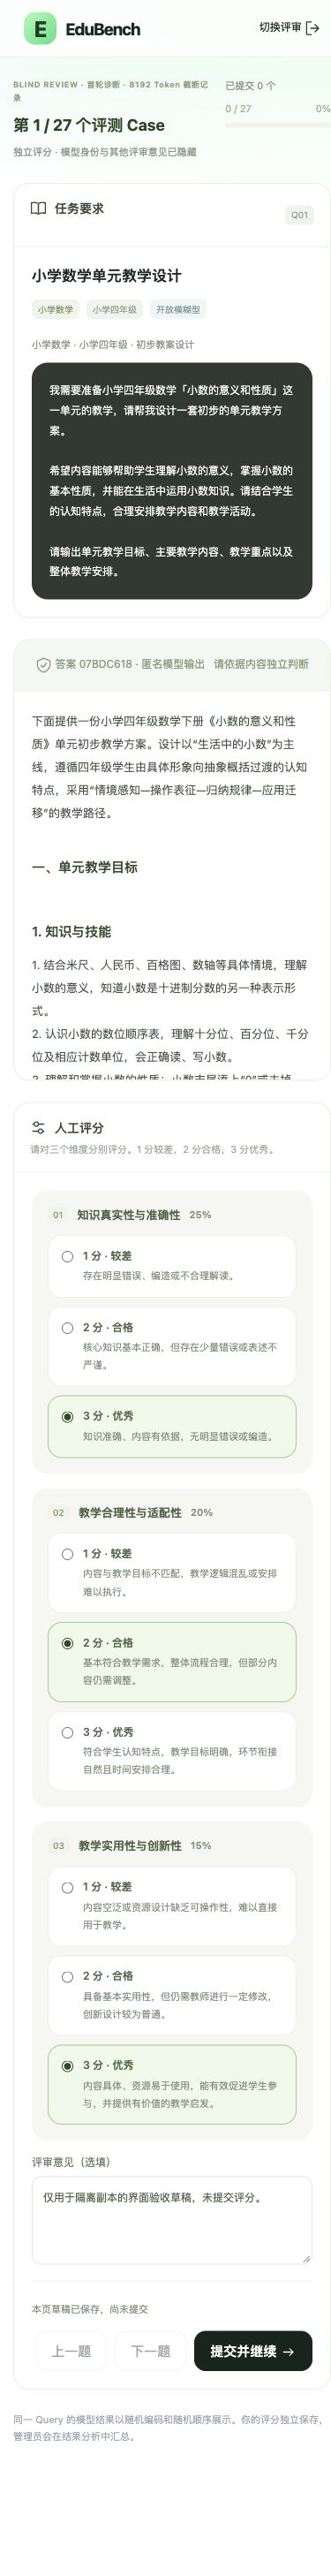 E EduBench
切换评审
BLIND REVIEW · 首轮诊断 · 8192 Token 截断记
录
第 1 / 27 个评测 Case
独立评分 · 模型身份与其他评审意见已隐藏
已提交 0 个
0 / 27 0%
任务要求
Q01
小学数学单元教学设计
小学数学 小学四年级 开放模糊型
小学数学 · 小学四年级 · 初步教案设计
我需要准备小学四年级数学「小数的意义和性质」这
一单元的教学，请帮我设计一套初步的单元教学方
案。
希望内容能够帮助学生理解小数的意义，掌握小数的
基本性质，并能在生活中运用小数知识。请结合学生
的认知特点，合理安排教学内容和教学活动。
请输出单元教学目标、主要教学内容、教学重点以及
整体教学安排。
答案 07BDC618 · 匿名模型输出 请依据内容独立判断
下面提供一份小学四年级数学下册《小数的意义和性
质》单元初步教学方案。设计以“生活中的小数”为主
线，遵循四年级学生由具体形象向抽象概括过渡的认知
特点，采用“情境感知—操作表征—归纳规律—应用迁
移”的教学路径。
一、单元教学目标
1. 知识与技能
1. 结合米尺、人民币、百格图、数轴等具体情境，理解
小数的意义，知道小数是十进制分数的另一种表示形
式。
2. 认识小数的数位顺序表，理解十分位、百分位、千分
位及相应计数单位，会正确读、写小数。
3. 理解和掌握小数的性质：小数末尾添上“0”或去掉
人工评分
请对三个维度分别评分。1 分较差，2 分合格，3 分优秀。
01 知识真实性与准确性 25%
1 分 · 较差
存在明显错误、编造或不合理解读。
2 分 · 合格
核心知识基本正确，但存在少量错误或表述不
严谨。
3 分 · 优秀
知识准确、内容有依据，无明显错误或编造。
02 教学合理性与适配性 20%
1 分 · 较差
内容与教学目标不匹配，教学逻辑混乱或安排
难以执行。
2 分 · 合格
基本符合教学需求，整体流程合理，但部分内
容仍需调整。
3 分 · 优秀
符合学生认知特点，教学目标明确，环节衔接
自然且时间安排合理。
03 教学实用性与创新性 15%
1 分 · 较差
内容空泛或资源设计缺乏可操作性，难以直接
用于教学。
2 分 · 合格
具备基本实用性，但仍需教师进行一定修改，
创新设计较为普通。
3 分 · 优秀
内容具体、资源易于使用，能有效促进学生参
与，并提供有价值的教学启发。
评审意见（选填）
仅用于隔离副本的界面验收草稿，未提交评分。
本页草稿已保存，尚未提交
上一题 下一题 提交并继续 →
同一 Query 的模型结果以随机编码和随机顺序展示。你的评分独立保存，
管理员会在结果分析中汇总。